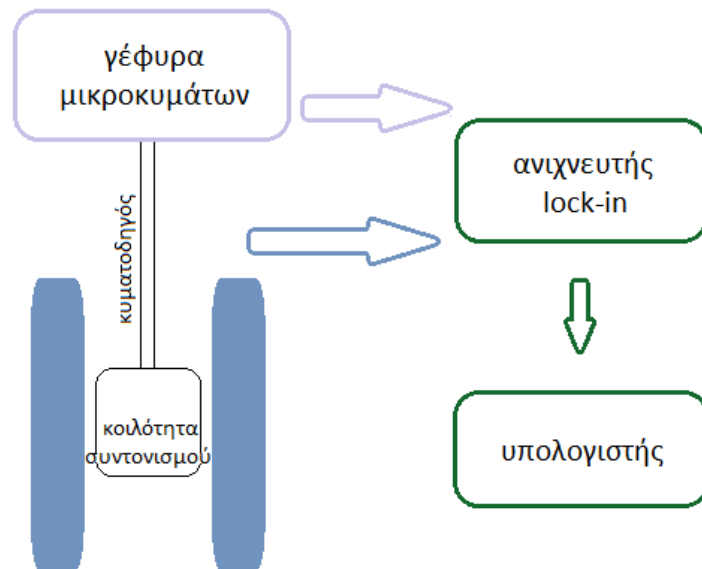 γέφυρα
μικροκυμάτων
ανιχνευτής
lock-in
κυματοδηγός
κοιλότητα
συντονισμού
υπολογιστής